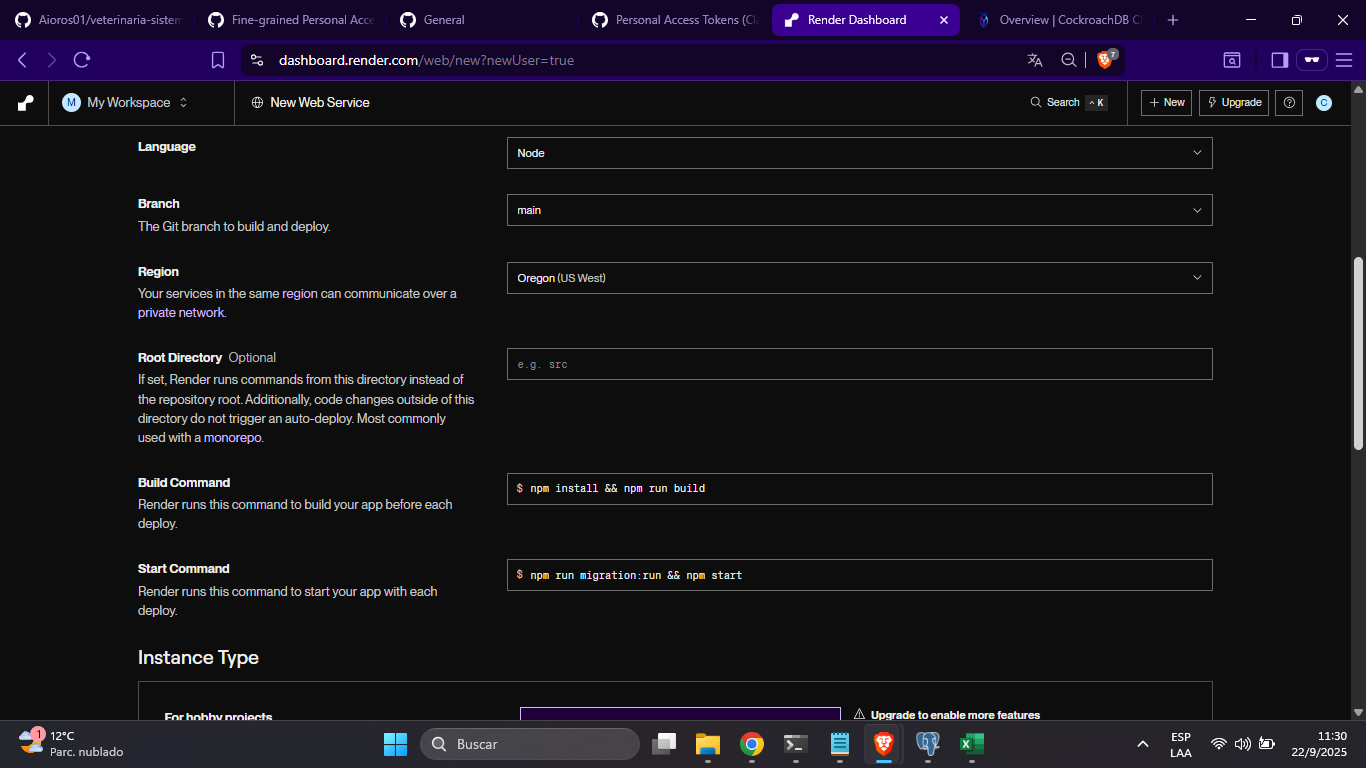 Aioros01/veterinaria-sistem
Fine-grained Personal Acce
General
Personal Access Tokens (Cla
Render Dashboard
Overview | CockroachDB Cl
dashboard.render.com/web/new?newUser=true
7
M My Workspace
New Web Service
Search ^ K
+ New
Upgrade
C
Language
Node
Branch
The Git branch to build and deploy.
main
Region
Your services in the same region can communicate over a
private network.
Oregon (US West)
Root Directory Optional
If set, Render runs commands from this directory instead of
the repository root. Additionally, code changes outside of this
directory do not trigger an auto-deploy. Most commonly
used with a monorepo.
e.g. src
Build Command
Render runs this command to build your app before each
deploy.
$ npm install && npm run build
Start Command
Render runs this command to start your app with each
deploy.
$ npm run migration:run && npm start
Instance Type
For hobby projects
Upgrade to enable more features
1
12°C
Parc. nublado
Buscar
ESP
LAA
11:30
22/9/2025